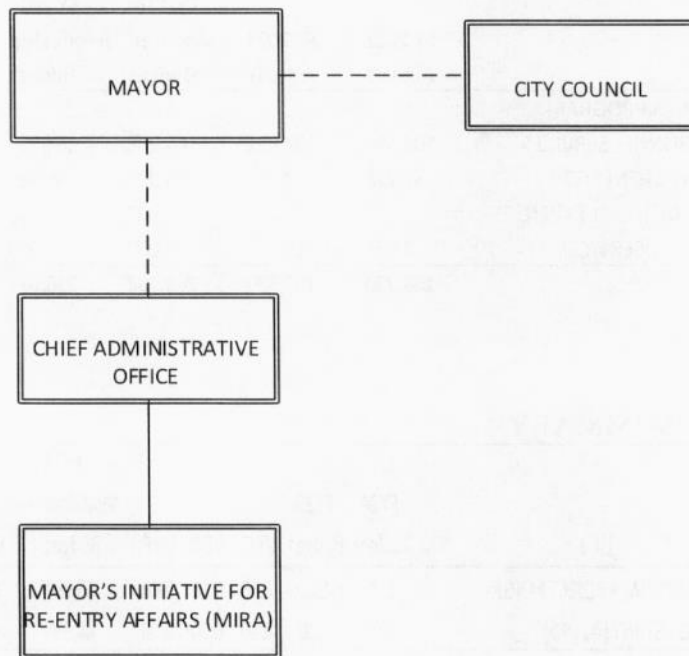 MAYOR
CITY COUNCIL
CHIEF ADMINISTRATIVE
OFFICE
MAYOR'S INITIATIVE FOR
RE-ENTRY AFFAIRS (MIRA)